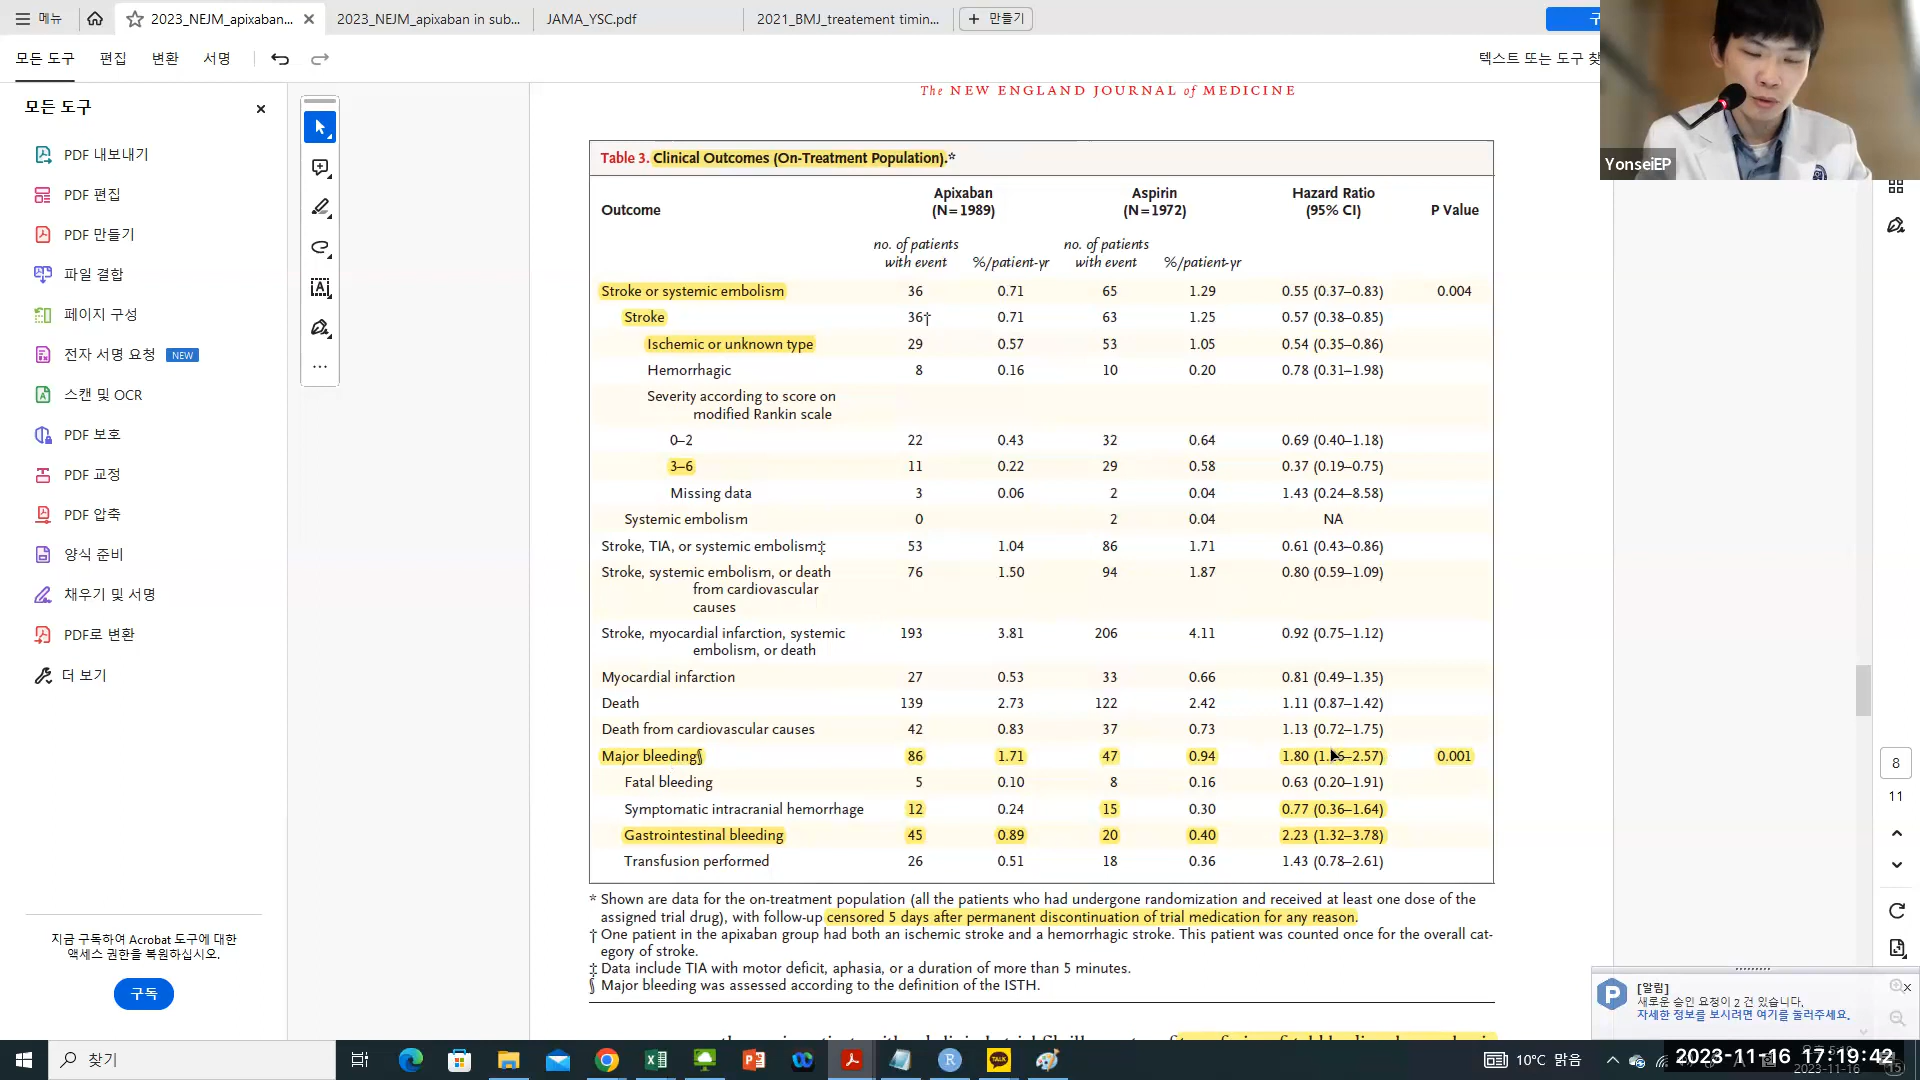 메뉴
2023_NEJM_apixaban...
2023_NEJM_apixaban in sub...
JAMA_YSC.pdf
2021_BMJ_treatement timin...
만들기
모든 도구
편집
변환
서명
텍스트 또는 도구
모든 도구
PDF 내보내기
PDF 편집
PDF 만들기
파일 결합
페이지 구성
전자 서명 요청 NEW
스캔 및 OCR
PDF 보호
PDF 교정
PDF 압축
양식 준비
채우기 및 서명
PDF로 변환
더 보기
지금 구독하여 Acrobat 도구에 대한
액세스 권한을 복원하십시오.
구독
The NEW ENGLAND JOURNAL of MEDICINE
Table 3. Clinical Outcomes (On-Treatment Population).*
Outcome Apixaban (N=1989) Aspirin (N=1972) Hazard Ratio (95% CI) P Value
no. of patients with event %/patient-yr no. of patients with event %/patient-yr
Stroke or systemic embolism 36 0.71 65 1.29 0.55 (0.37–0.83) 0.004
Stroke 36† 0.71 63 1.25 0.57 (0.38–0.85)
Ischemic or unknown type 29 0.57 53 1.05 0.54 (0.35–0.86)
Hemorrhagic 8 0.16 10 0.20 0.78 (0.31–1.98)
Severity according to score on
modified Rankin scale
0–2 22 0.43 32 0.64 0.69 (0.40–1.18)
3–6 11 0.22 29 0.58 0.37 (0.19–0.75)
Missing data 3 0.06 2 0.04 1.43 (0.24–8.58)
Systemic embolism 0 2 0.04 NA
Stroke, TIA, or systemic embolism‡ 53 1.04 86 1.71 0.61 (0.43–0.86)
Stroke, systemic embolism, or death 76 1.50 94 1.87 0.80 (0.59–1.09)
from cardiovascular
causes
Stroke, myocardial infarction, systemic 193 3.81 206 4.11 0.92 (0.75–1.12)
embolism, or death
Myocardial infarction 27 0.53 33 0.66 0.81 (0.49–1.35)
Death 139 2.73 122 2.42 1.11 (0.87–1.42)
Death from cardiovascular causes 42 0.83 37 0.73 1.13 (0.72–1.75)
Major bleeding§ 86 1.71 47 0.94 1.80 –2.57) 0.001
Fatal bleeding 5 0.10 8 0.16 0.63 (0.20–1.91)
Symptomatic intracranial hemorrhage 12 0.24 15 0.30 0.77 (0.36–1.64)
Gastrointestinal bleeding 45 0.89 20 0.40 2.23 (1.32–3.78)
Transfusion performed 26 0.51 18 0.36 1.43 (0.78–2.61)
* Shown are data for the on-treatment population (all the patients who had undergone randomization and received at least one dose of the
assigned trial drug), with follow-up censored 5 days after permanent discontinuation of trial medication for any reason.
† One patient in the apixaban group had both an ischemic stroke and a hemorrhagic stroke. This patient was counted once for the overall cat-
egory of stroke.
‡ Data include TIA with motor deficit, aphasia, or a duration of more than 5 minutes.
§ Major bleeding was assessed according to the definition of the ISTH.
YonseiEP
8
11
[알림]
새로운 승인 요청이 2 건 있습니다.
자세한 정보를 보시려면 여기를 눌러주세요.
찾기
10°C 맑음
2023-11-16 17:19:42